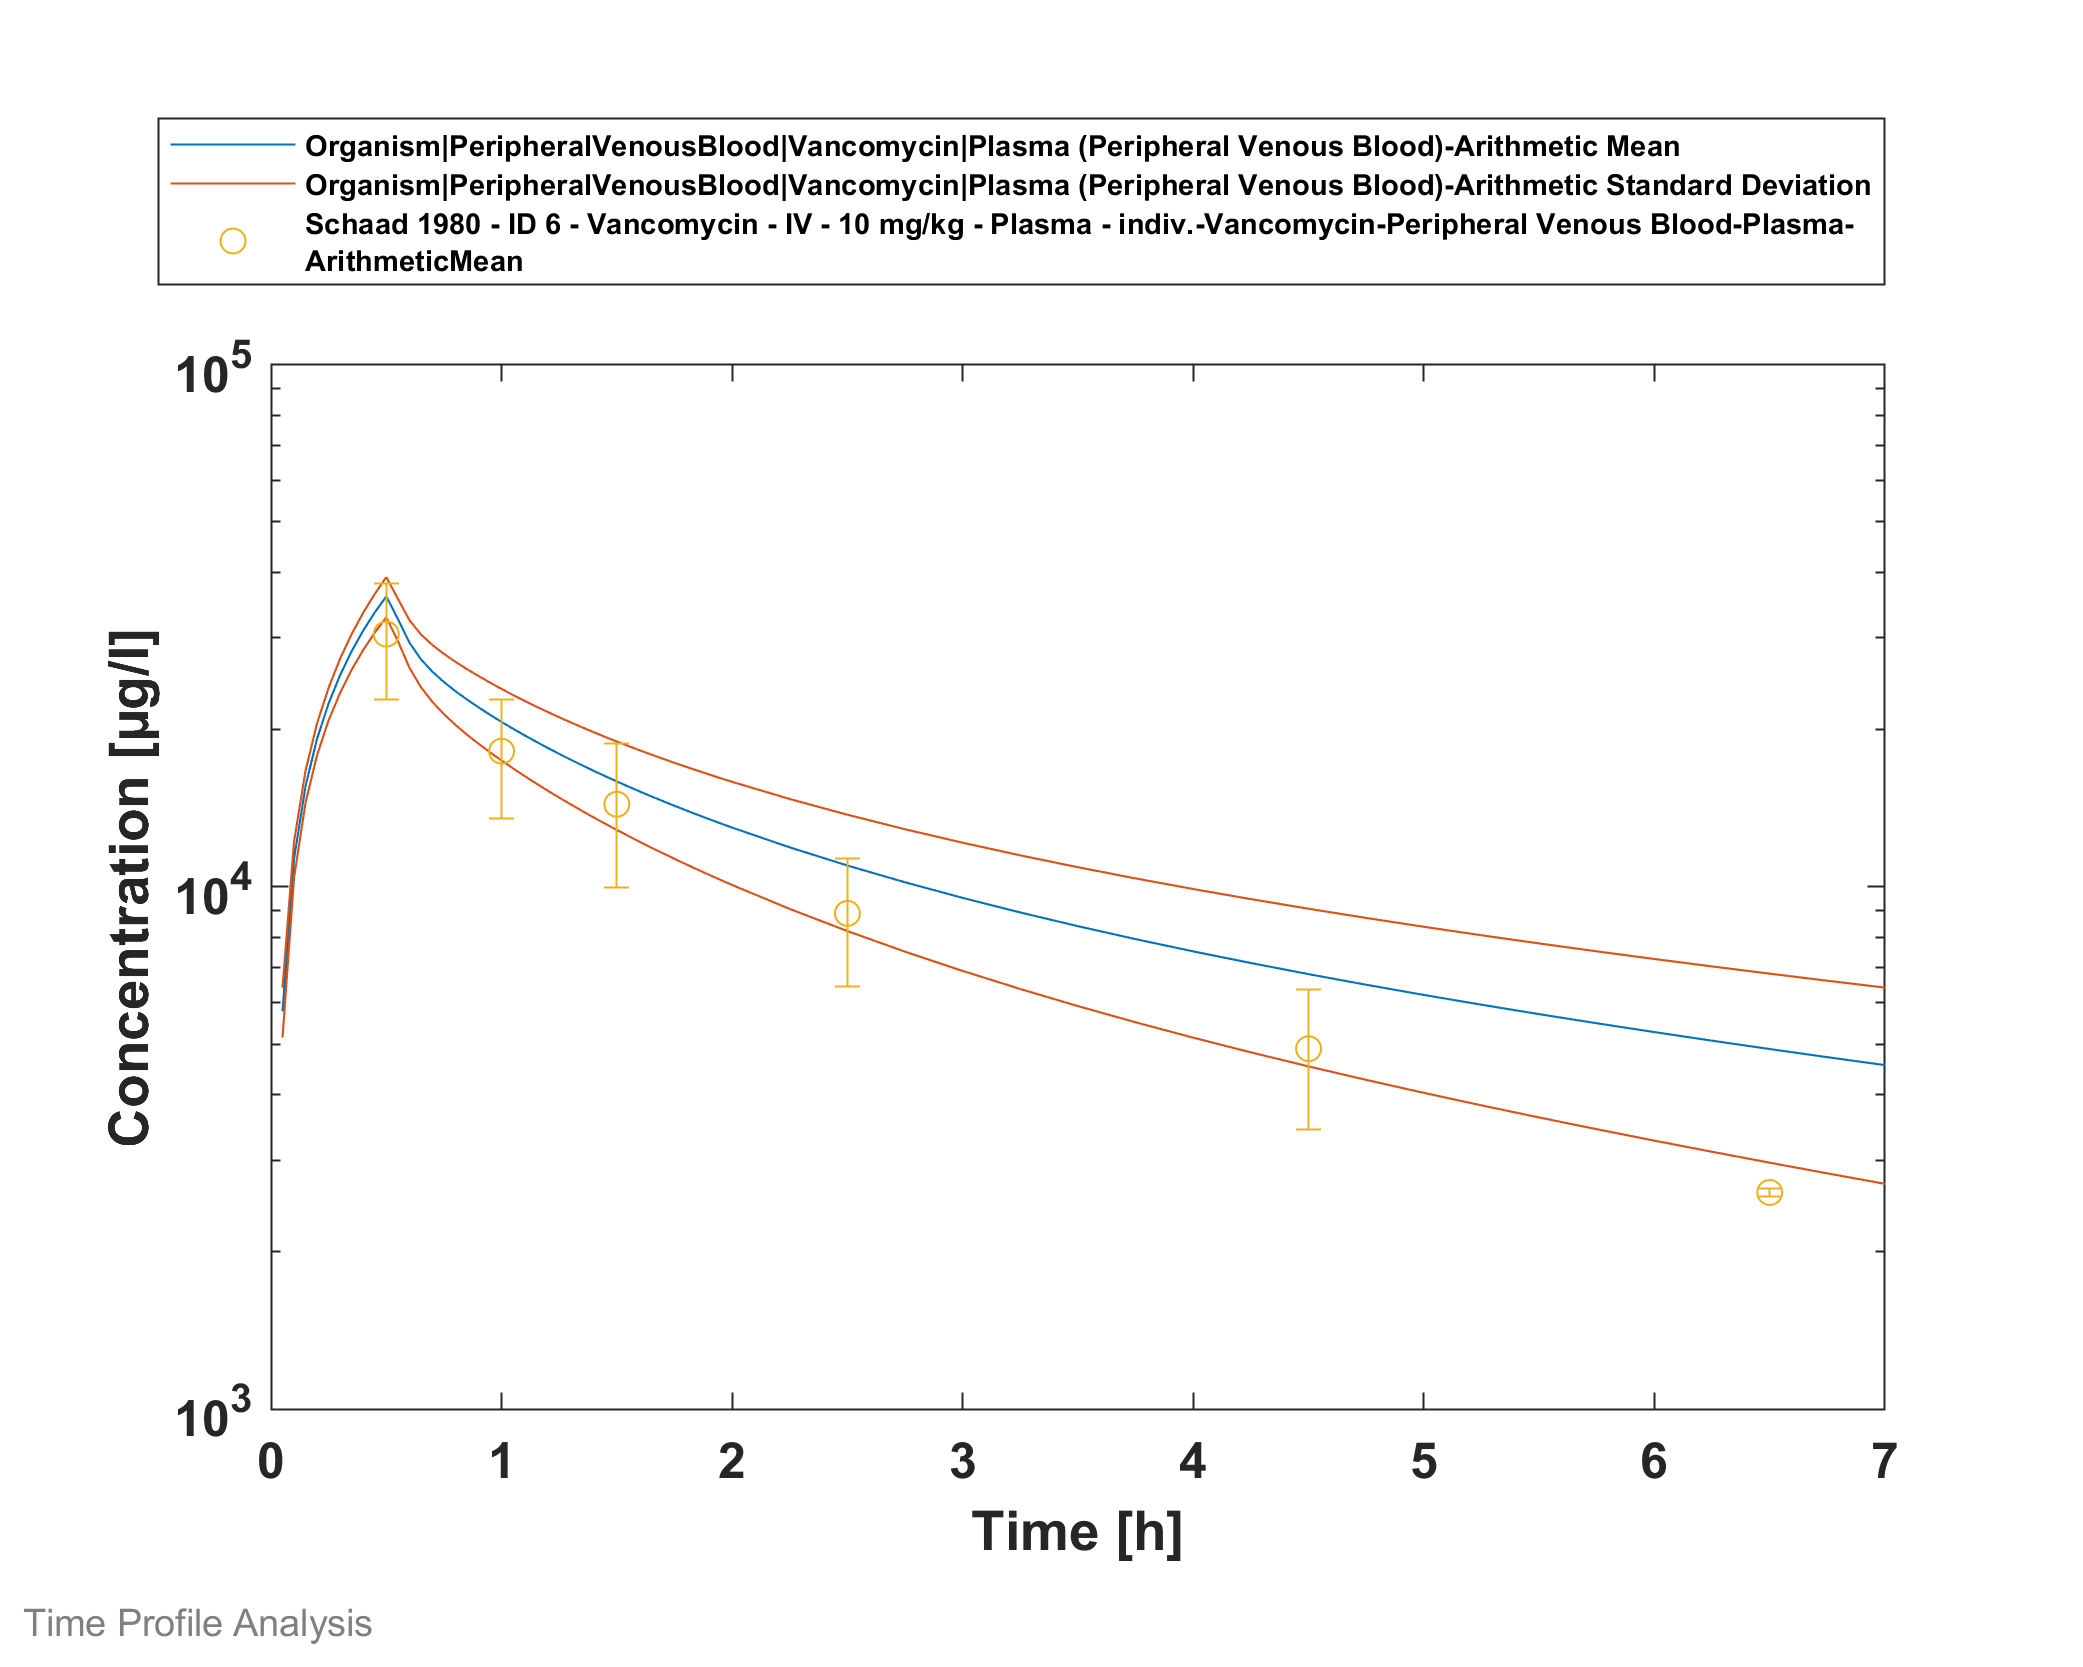 Organism|PeripheralVenousBlood|Vancomycin|Plasma (Peripheral Venous Blood)-Arithmetic Mean
Organism|PeripheralVenousBlood|Vancomycin|Plasma (Peripheral Venous Blood)-Arithmetic Standard Deviation
Schaad 1980 - ID 6 - Vancomycin - IV - 10 mg/kg - Plasma - indiv.-Vancomycin-Peripheral Venous Blood-Plasma-
ArithmeticMean
10^5
10^4
10^3
Concentration [µg/l]
0 1 2 3 4 5 6 7
Time [h]
Time Profile Analysis